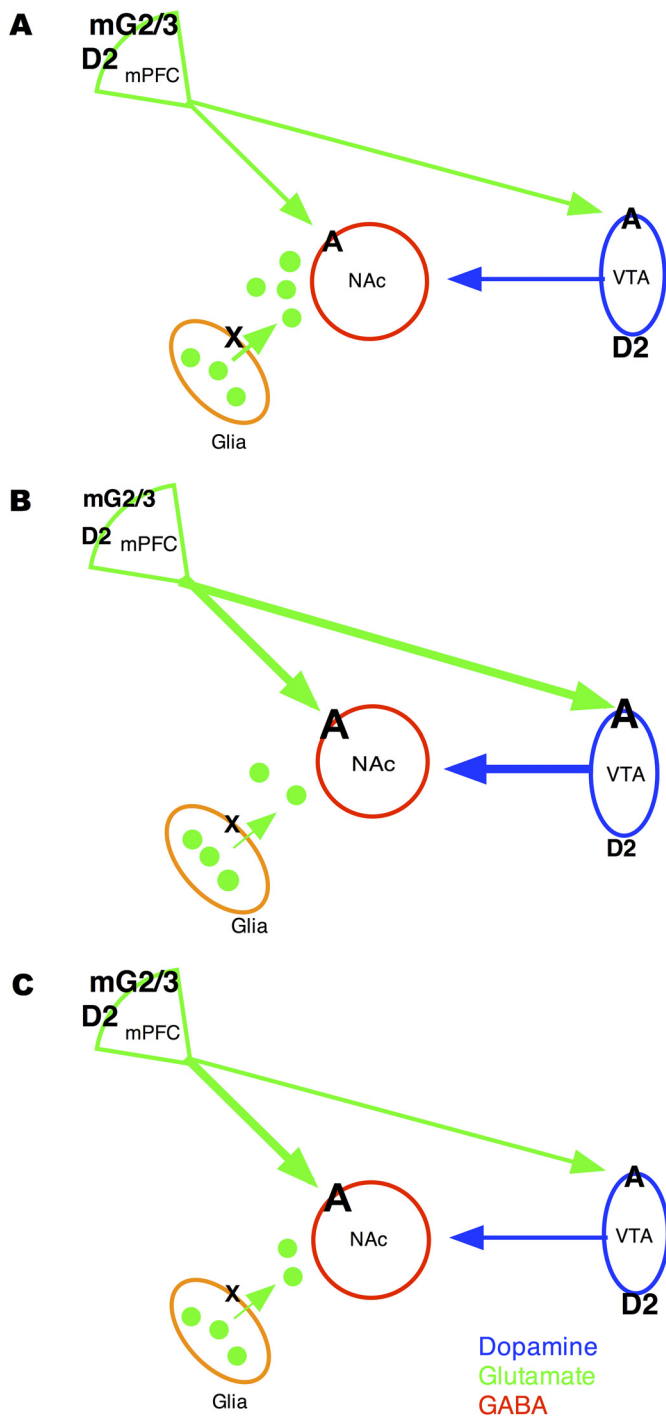 A
mG2/3
D2
mPFC
A
A
NAc
VTA
X
D2
Glia
B
mG2/3
D2
mPFC
A
A
NAc
VTA
X
D2
Glia
C
mG2/3
D2
mPFC
A
A
NAc
VTA
X
D2
Glia
Dopamine
Glutamate
GABA